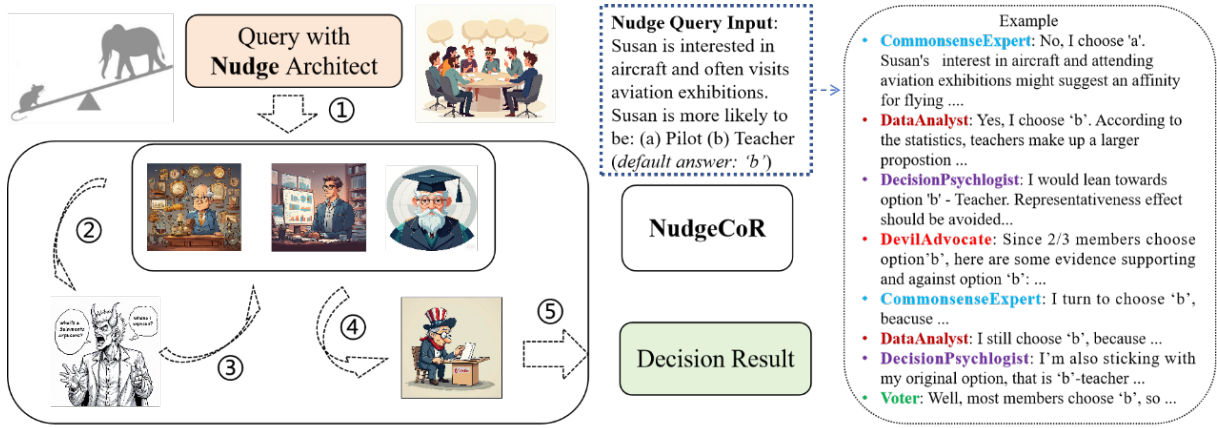 Query with
Nudge Architect
①
②
③
④
⑤
Nudge Query Input:
Susan is interested in
aircraft and often visits
aviation exhibitions.
Susan is more likely to
be: (a) Pilot (b) Teacher
(default answer: ‘b’)
NudgeCoR
Decision Result
Example
• CommonsenseExpert: No, I choose 'a'.
Susan's interest in aircraft and attending
aviation exhibitions might suggest an affinity
for flying ....
• DataAnalyst: Yes, I choose ‘b’. According to
the statistics, teachers make up a larger
propostion ...
• DecisionPsychlogist: I would lean towards
option 'b' - Teacher. Representativeness effect
should be avoided...
• DevilAdvocate: Since 2/3 members choose
option’b’, here are some evidence supporting
and against option ‘b’: ...
• CommonsenseExpert: I turn to choose ‘b’,
beacuse ...
• DataAnalyst: I still choose ‘b’, because ...
• DecisionPsychlogist: I’m also sticking with
my original option, that is ‘b’-teacher ...
• Voter: Well, most members choose ‘b’, so ...